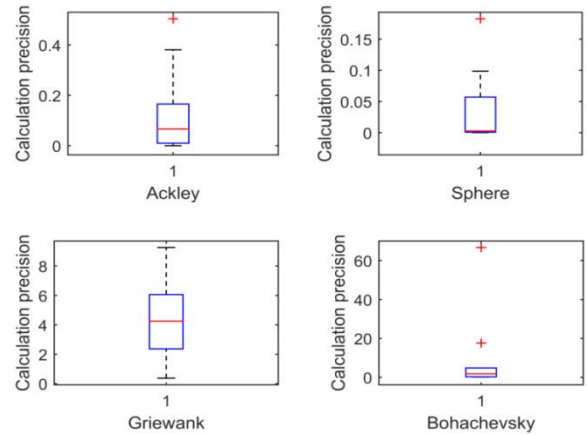 Calculation precision
0.4
0.2
0
1
Ackley
Calculation precision
0.15
0.1
0.05
0
1
Sphere
Calculation precision
8
6
4
2
0
1
Griewank
Calculation precision
60
40
20
0
1
Bohachevsky